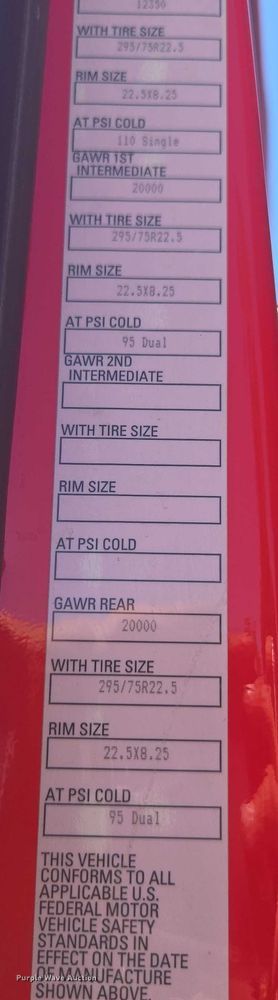 12350
WITH TIRE SIZE
295/75R22.5
RIM SIZE
22.5X8.25
AT PSI COLD
110 Single
GAWR 1ST
INTERMEDIATE
20000
WITH TIRE SIZE
295/75R22.5
RIM SIZE
22.5X8.25
AT PSI COLD
95 Dual
GAWR 2ND
INTERMEDIATE
WITH TIRE SIZE
RIM SIZE
AT PSI COLD
GAWR REAR
20000
WITH TIRE SIZE
295/75R22.5
RIM SIZE
22.5X8.25
AT PSI COLD
95 Dual
THIS VEHICLE
CONFORMS TO ALL
APPLICABLE U.S.
FEDERAL MOTOR
VEHICLE SAFETY
STANDARDS IN
EFFECT ON THE DATE
OF MANUFACTURE
SHOWN ABOVE.
Purple Wave Auction